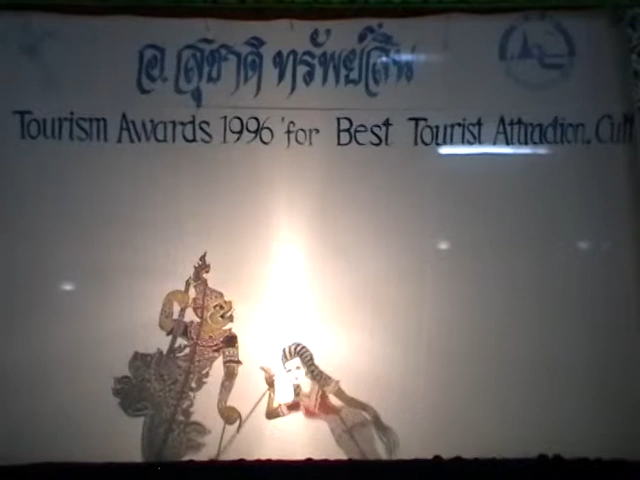 อ. สุชาติ ทรัพย์สิน
Tourism Awards 1996 for Best Tourist Attraction. Cult